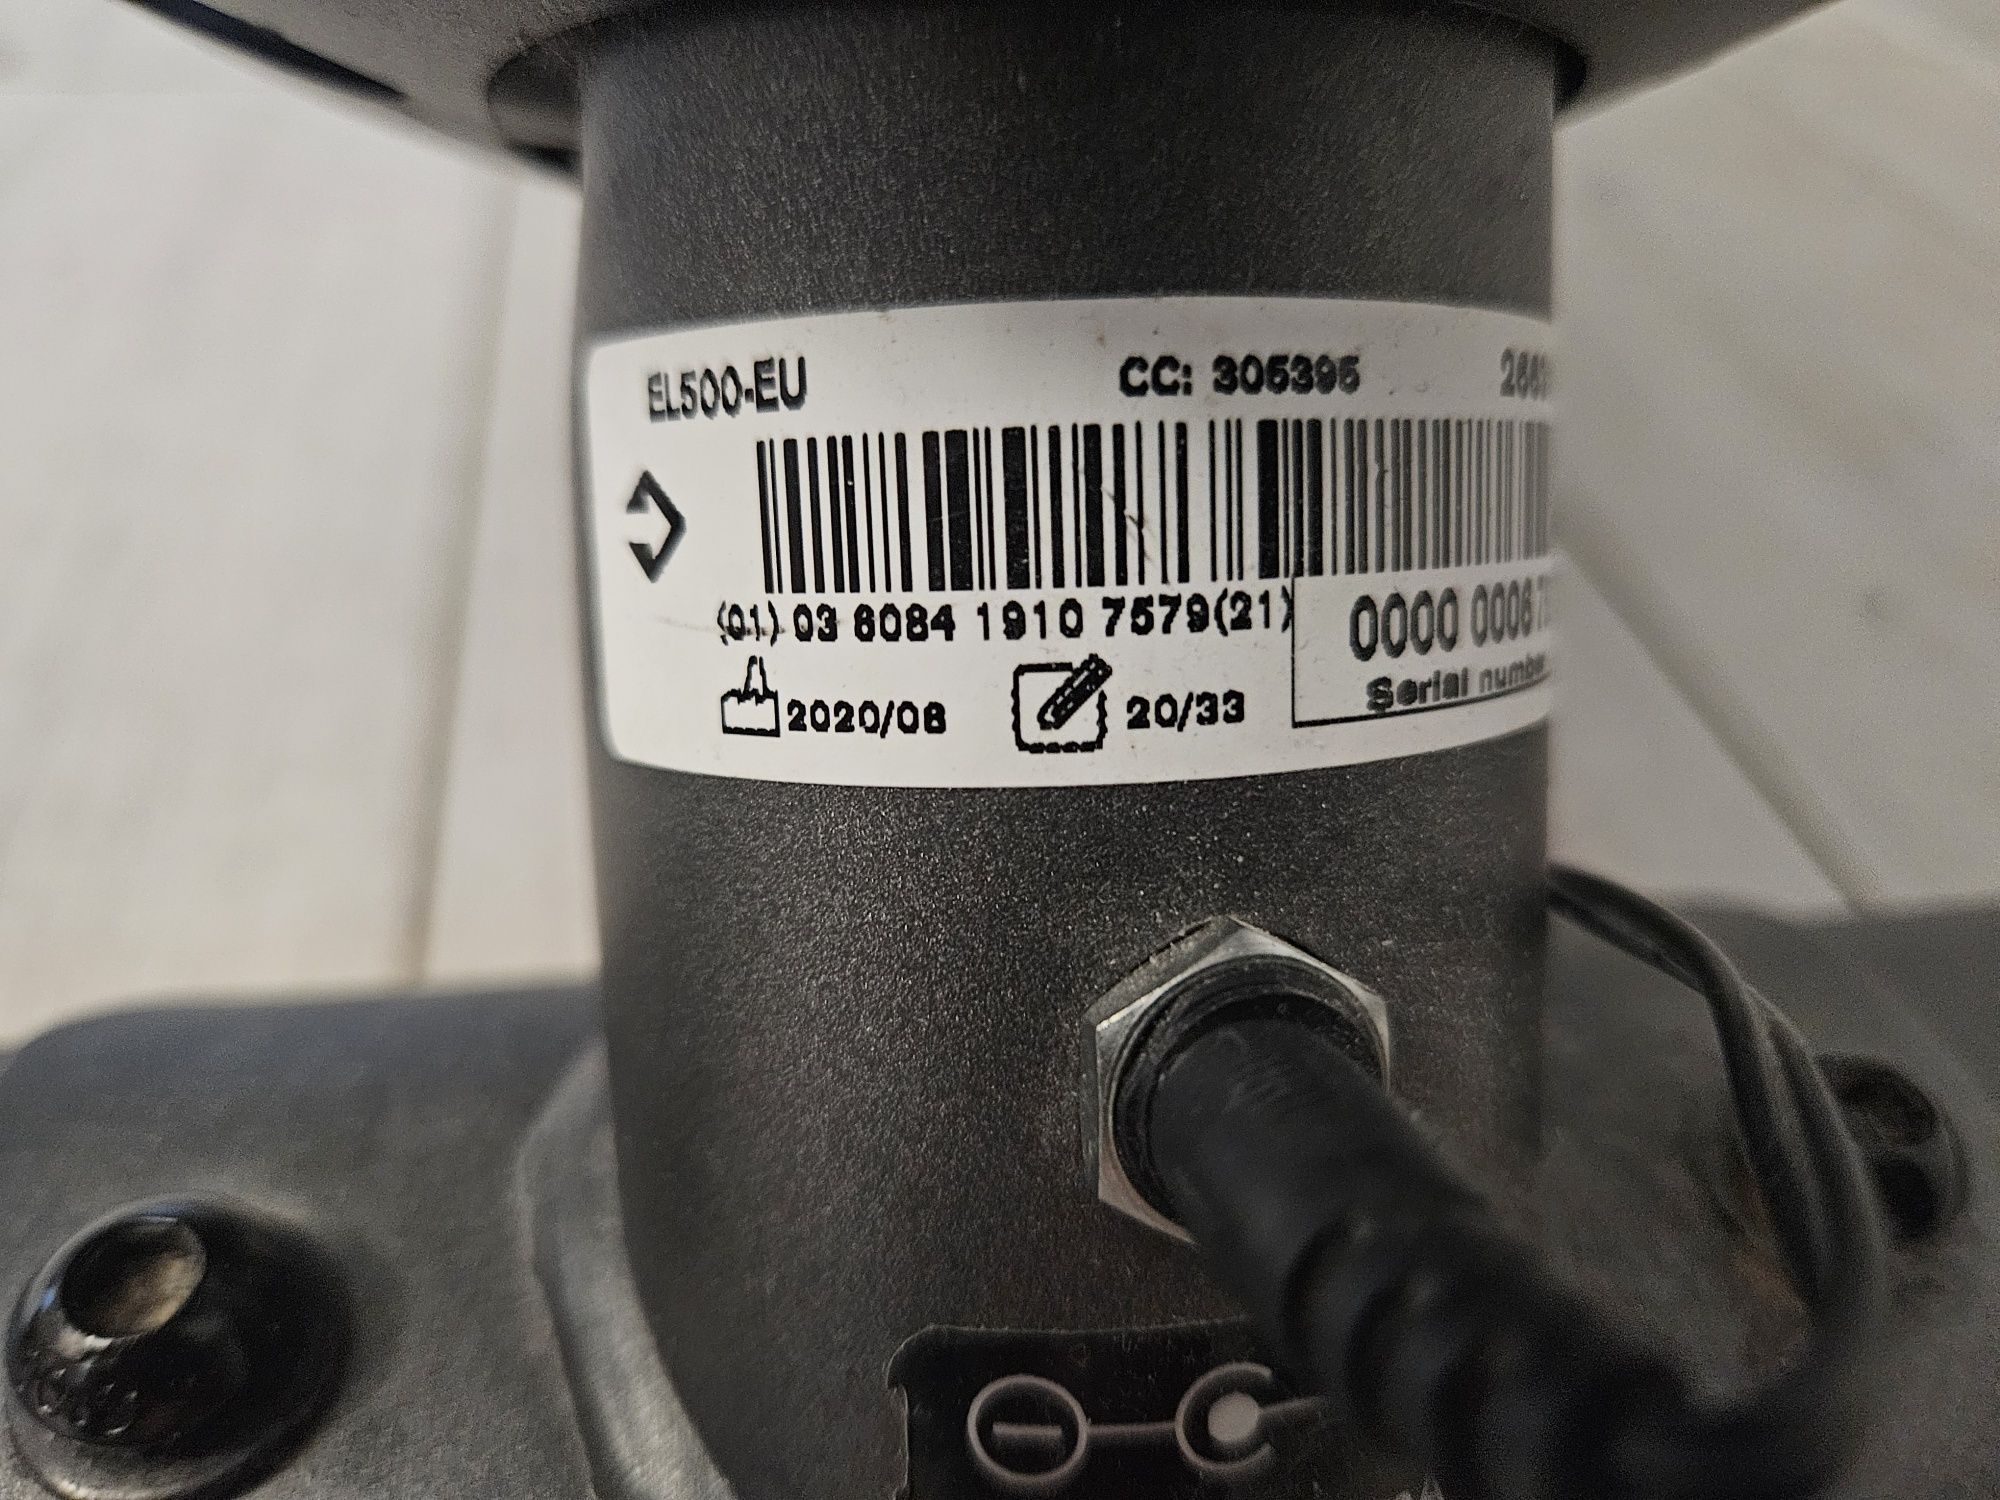 EL500-EU CC: 305395
(01) 03 6084 1910 7579(21) 0000 0006
Serial number
2020/08 20/33